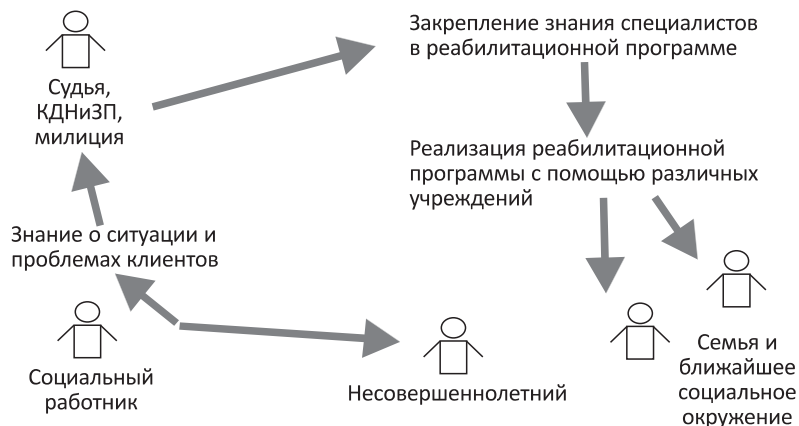 Судья,
КДНиЗП,
милиция
Закрепление знания специалистов
в реабилитационной программе
Реализация реабилитационной
программы с помощью различных
учреждений
Знание о ситуации и
проблемах клиентов
Социальный
работник
Несовершеннолетний
Семья и
ближайшее
социальное
окружение